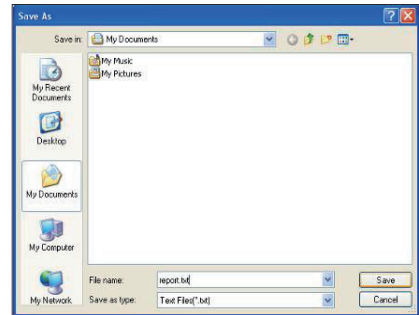 Save As
Save in: My Documents
My Music
My Pictures
My Recent
Documents
Desktop
My Documents
My Computer
My Network
File name: report.txt
Save
Save as type: Text Files(*.txt)
Cancel